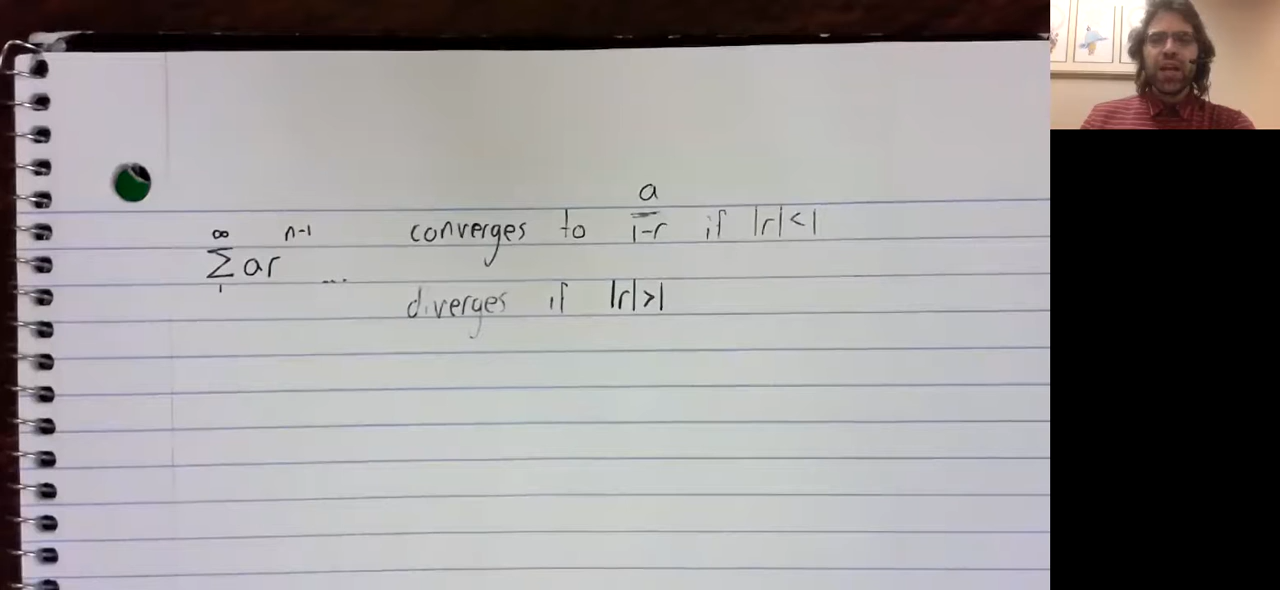 ∞ n-1 converges to a/1-r if |r|<1
Σ ar ...
1 diverges if |r|>1